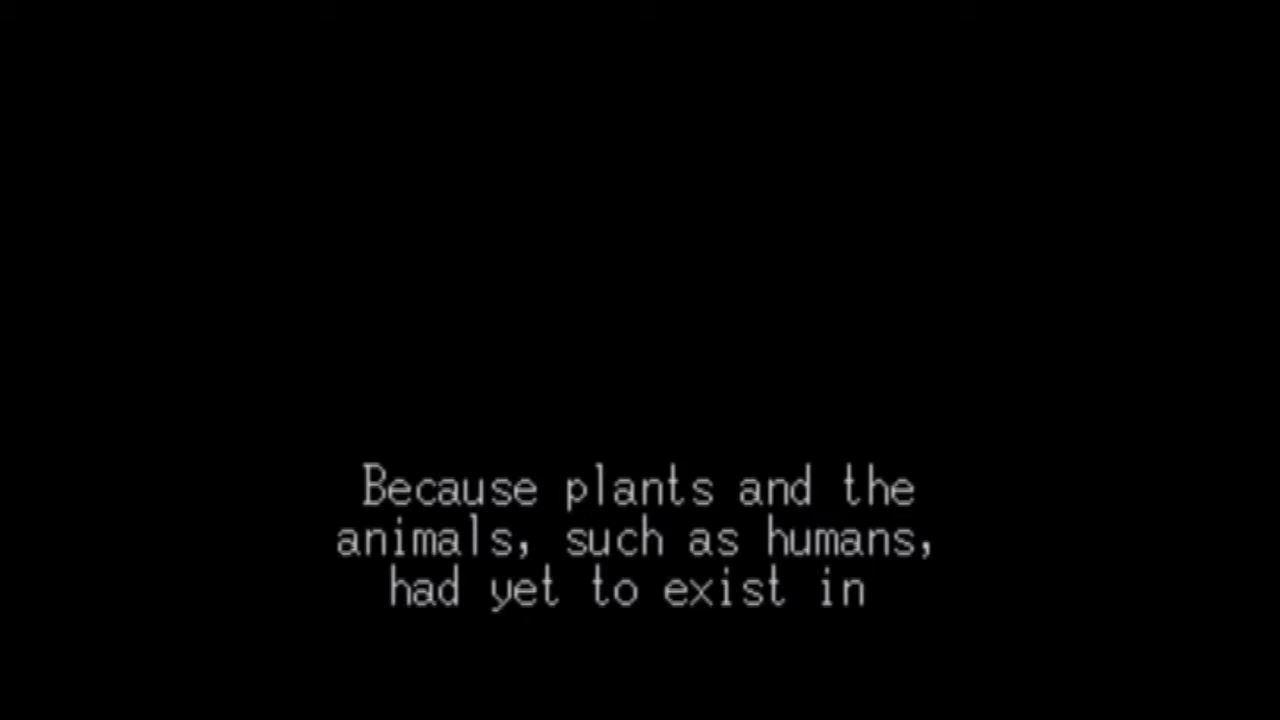 Because plants and the
animals, such as humans,
had yet to exist in